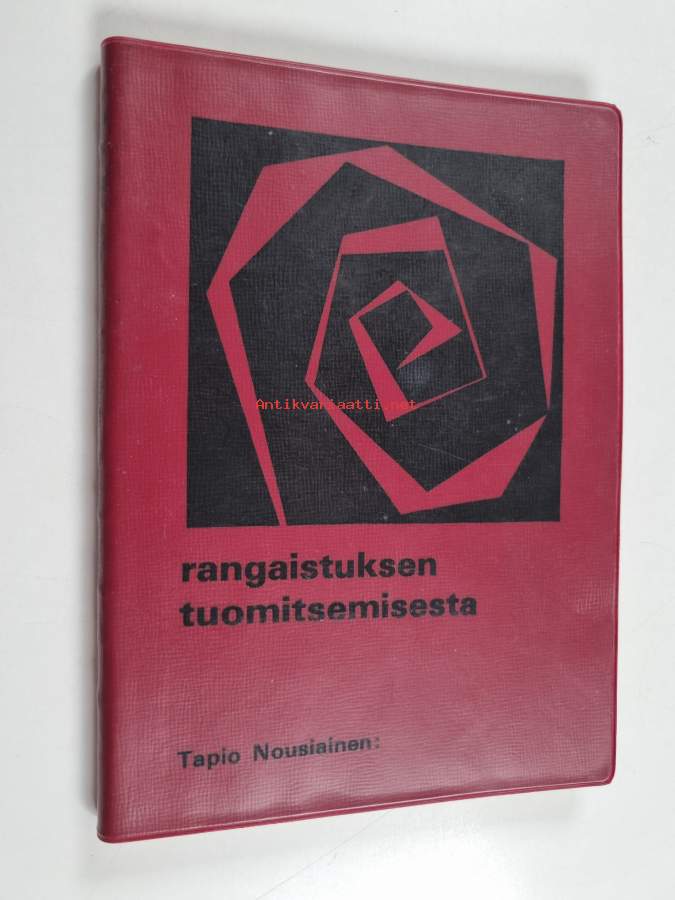 Antikvariaatti.net
rangaistuksen
tuomitsemisesta
Tapio Nousiainen: